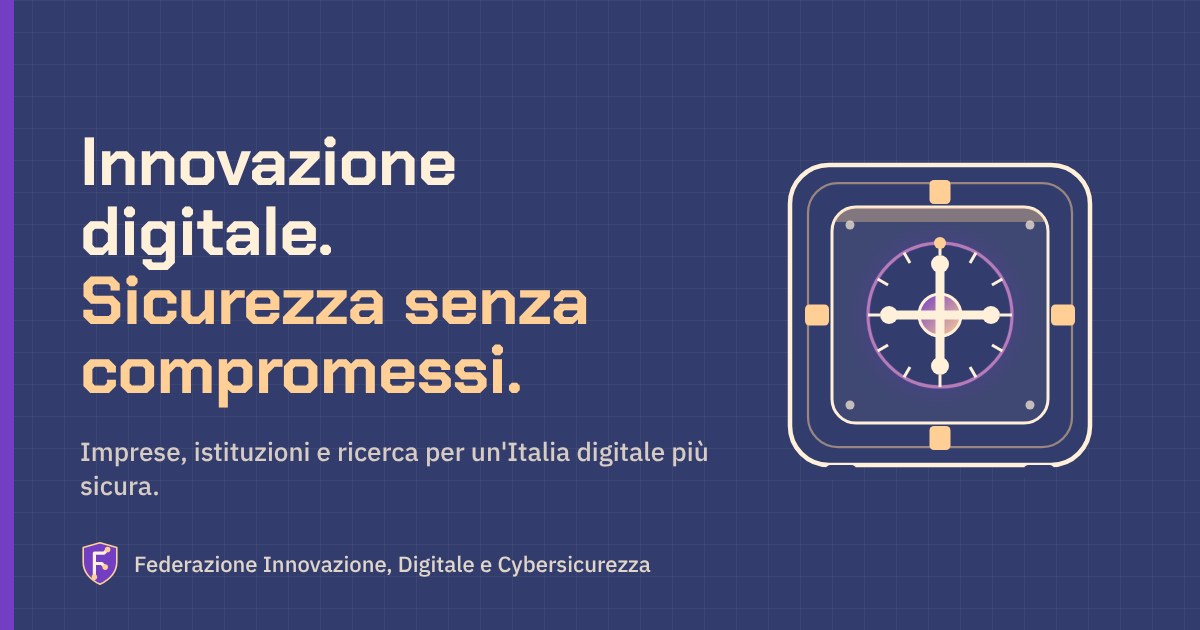 Innovazione
digitale.
Sicurezza senza
compromessi.
Imprese, istituzioni e ricerca per un'Italia digitale più
sicura.
Federazione Innovazione, Digitale e Cybersicurezza